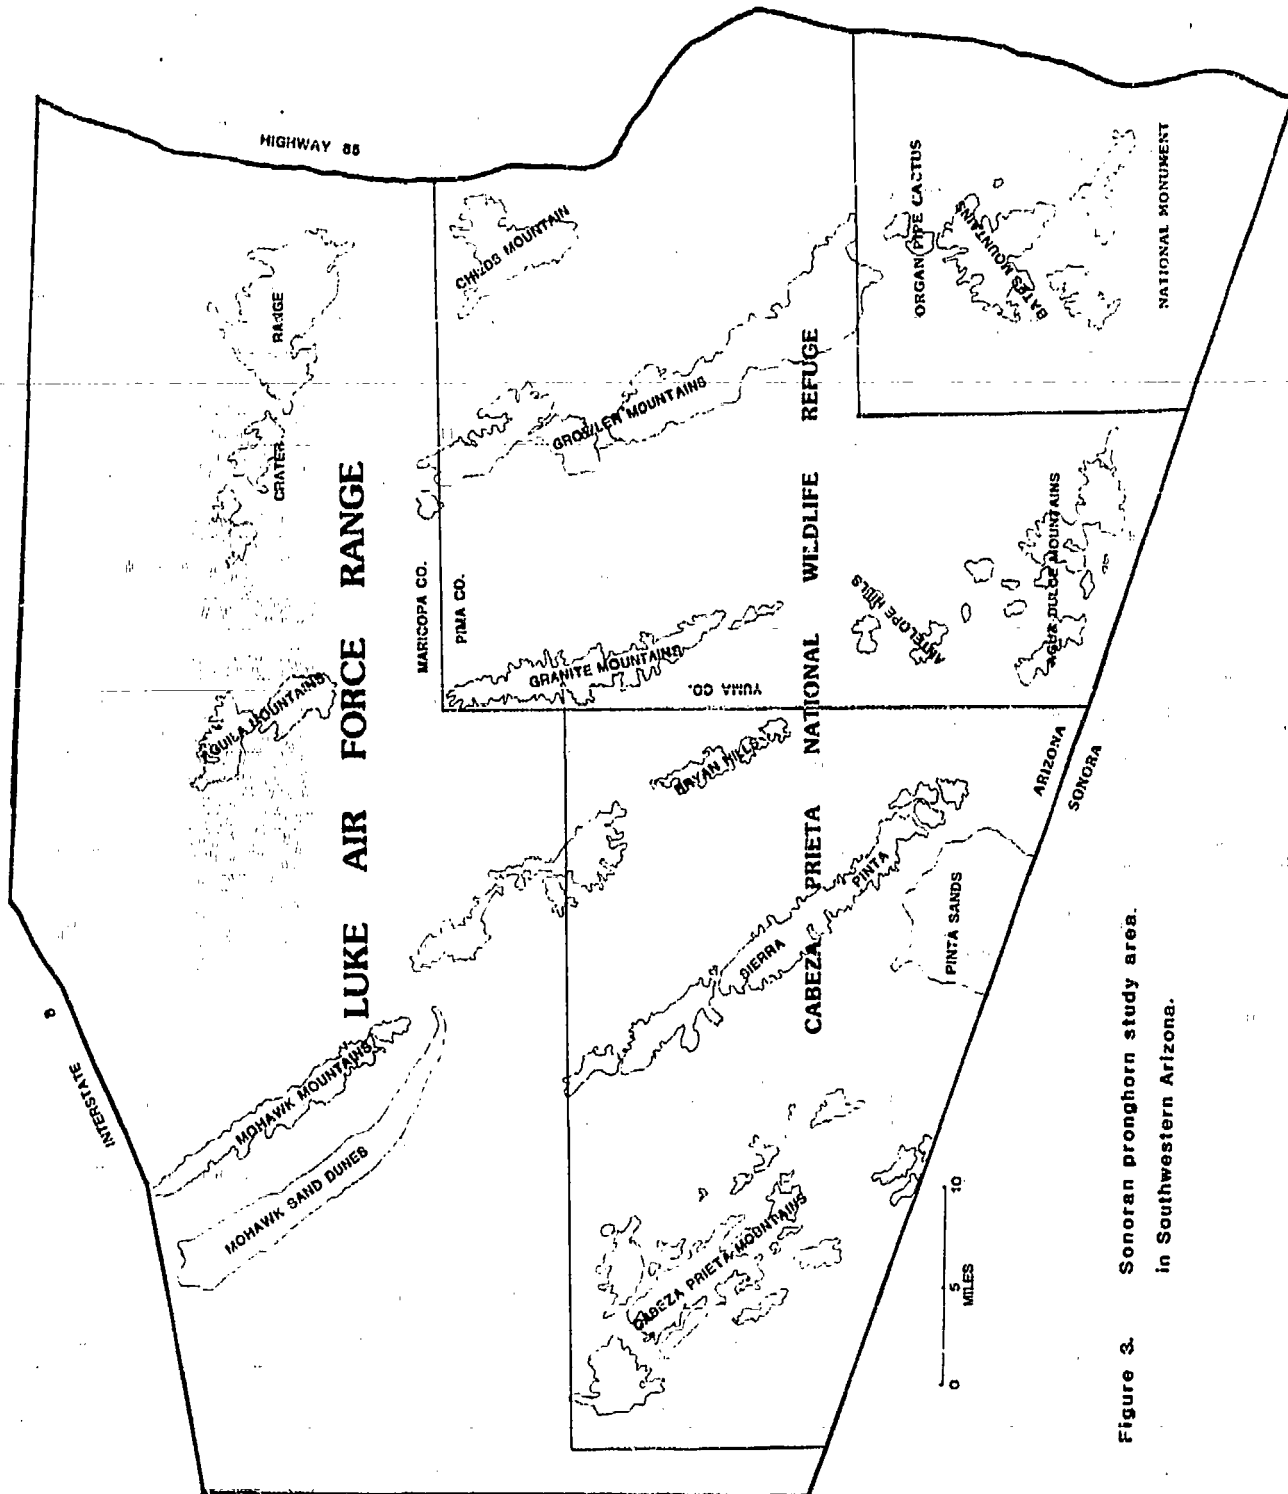 INTERSTATE 8
HIGHWAY 85
CRATER RANGE
AGUILA MOUNTAINS
LUKE AIR FORCE RANGE
MOHAWK MOUNTAINS
MOHAWK SAND DUNES
MARICOPA CO.
PIMA CO.
YUMA CO.
CHILDS MOUNTAIN
GROWLER MOUNTAINS
GRANITE MOUNTAINS
BRYAN HILLS
SIERRA PINTA
CABEZA PRIETA MOUNTAINS
CABEZA PRIETA NATIONAL WILDLIFE REFUGE
ANTELOPE HILLS
AGUA DULCE MOUNTAINS
ORGAN PIPE CACTUS
BATES MOUNTAINS
NATIONAL MONUMENT
PINTA SANDS
ARIZONA
SONORA
0 5 10
MILES
Figure 3. Sonoran pronghorn study area.
in Southwestern Arizona.